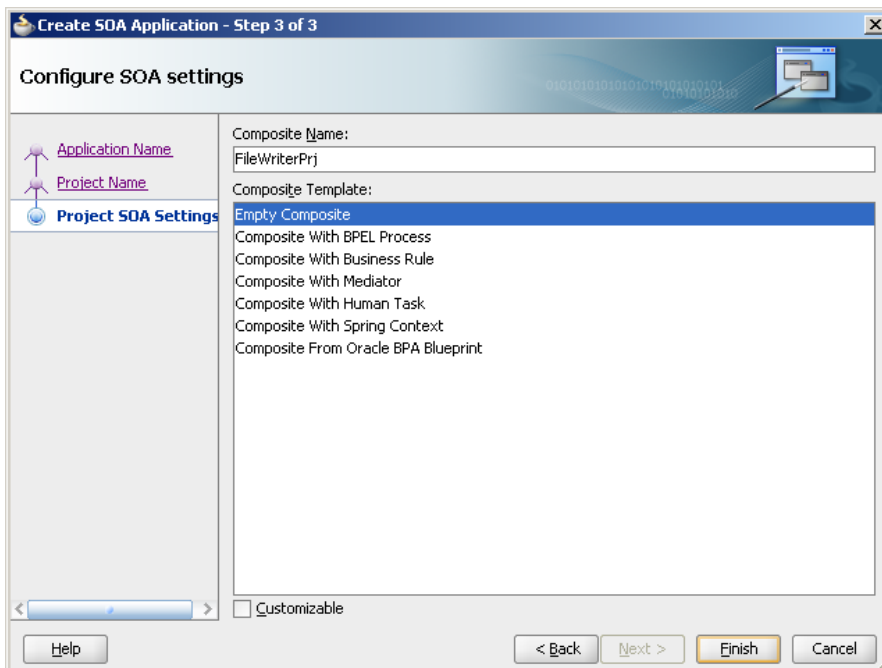 Create SOA Application - Step 3 of 3
Configure SOA settings
Application Name
Project Name
Project SOA Settings
Composite Name:
FileWriterPrj
Composite Template:
Empty Composite
Composite With BPEL Process
Composite With Business Rule
Composite With Mediator
Composite With Human Task
Composite With Spring Context
Composite From Oracle BPA Blueprint
Customizable
Help
< Back
Next >
Finish
Cancel